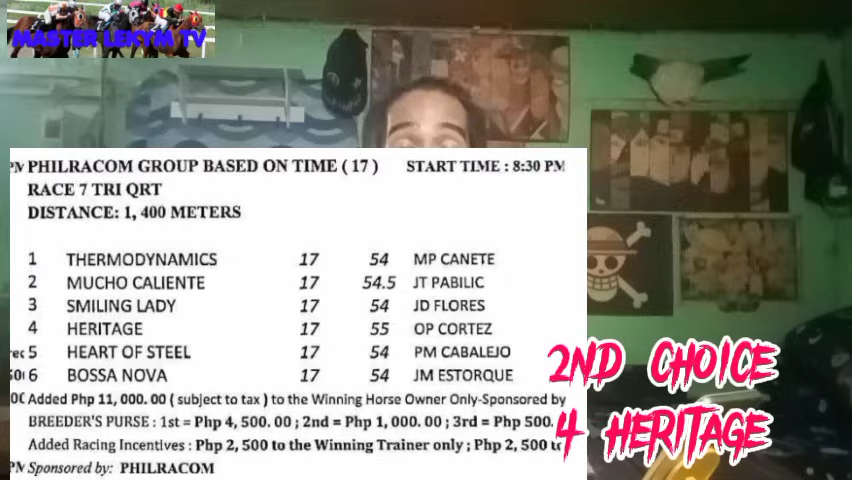 MASTER LEKYM TV
PHILRACOM GROUP BASED ON TIME ( 17 ) START TIME : 8:30 PM
RACE 7 TRI QRT
DISTANCE: 1, 400 METERS
1 THERMODYNAMICS 17 54 MP CANETE
2 MUCHO CALIENTE 17 54.5 JT PABILIC
3 SMILING LADY 17 54 JD FLORES
4 HERITAGE 17 55 OP CORTEZ
5 HEART OF STEEL 17 54 PM CABALEJO
6 BOSSA NOVA 17 54 JM ESTORQUE
Added Php 11, 000. 00 ( subject to tax ) to the Winning Horse Owner Only-Sponsored by
BREEDER'S PURSE : 1st = Php 4, 500. 00 ; 2nd = Php 1, 000. 00 ; 3rd = Php 500.
Added Racing Incentives : Php 2, 500 to the Winning Trainer only ; Php 2, 500 to
PM Sponsored by: PHILRACOM
2ND CHOICE
4 HERITAGE